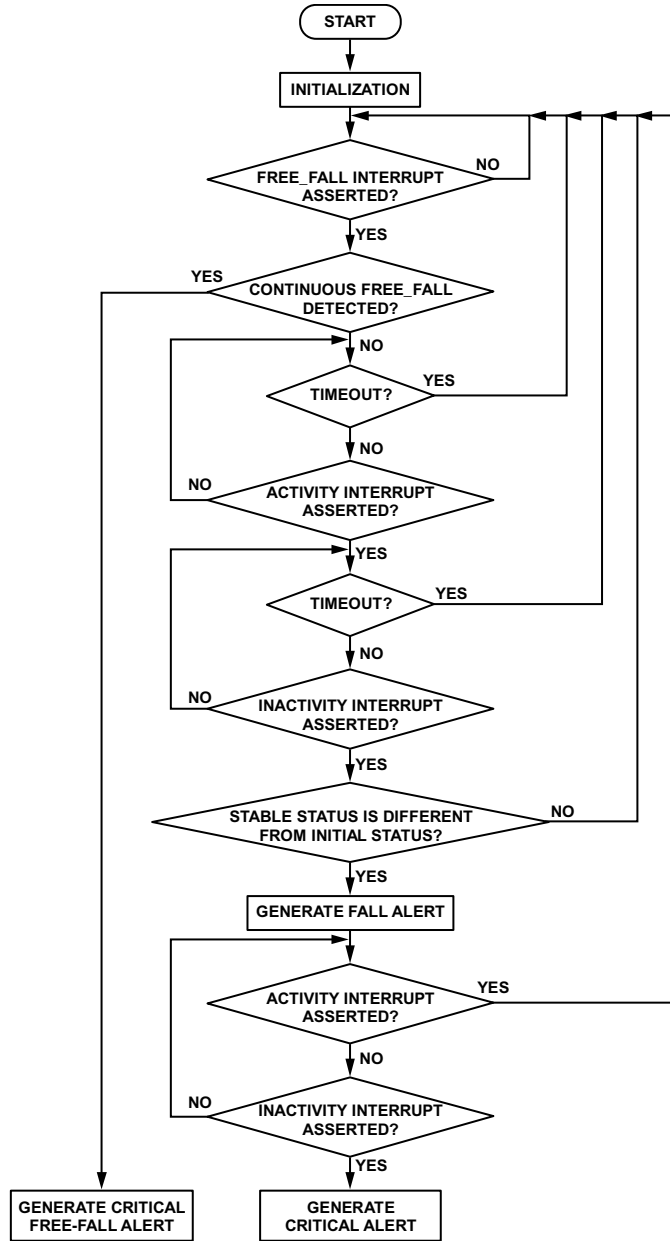 START
INITIALIZATION
NO
FREE_FALL INTERRUPT
ASSERTED?
YES
YES
CONTINUOUS FREE_FALL
DETECTED?
NO
YES
TIMEOUT?
NO
NO
ACTIVITY INTERRUPT
ASSERTED?
YES
YES
TIMEOUT?
NO
NO
INACTIVITY INTERRUPT
ASSERTED?
YES
STABLE STATUS IS DIFFERENT
FROM INITIAL STATUS?
NO
YES
GENERATE FALL ALERT
YES
ACTIVITY INTERRUPT
ASSERTED?
NO
NO
INACTIVITY INTERRUPT
ASSERTED?
YES
GENERATE CRITICAL
FREE-FALL ALERT
GENERATE
CRITICAL ALERT